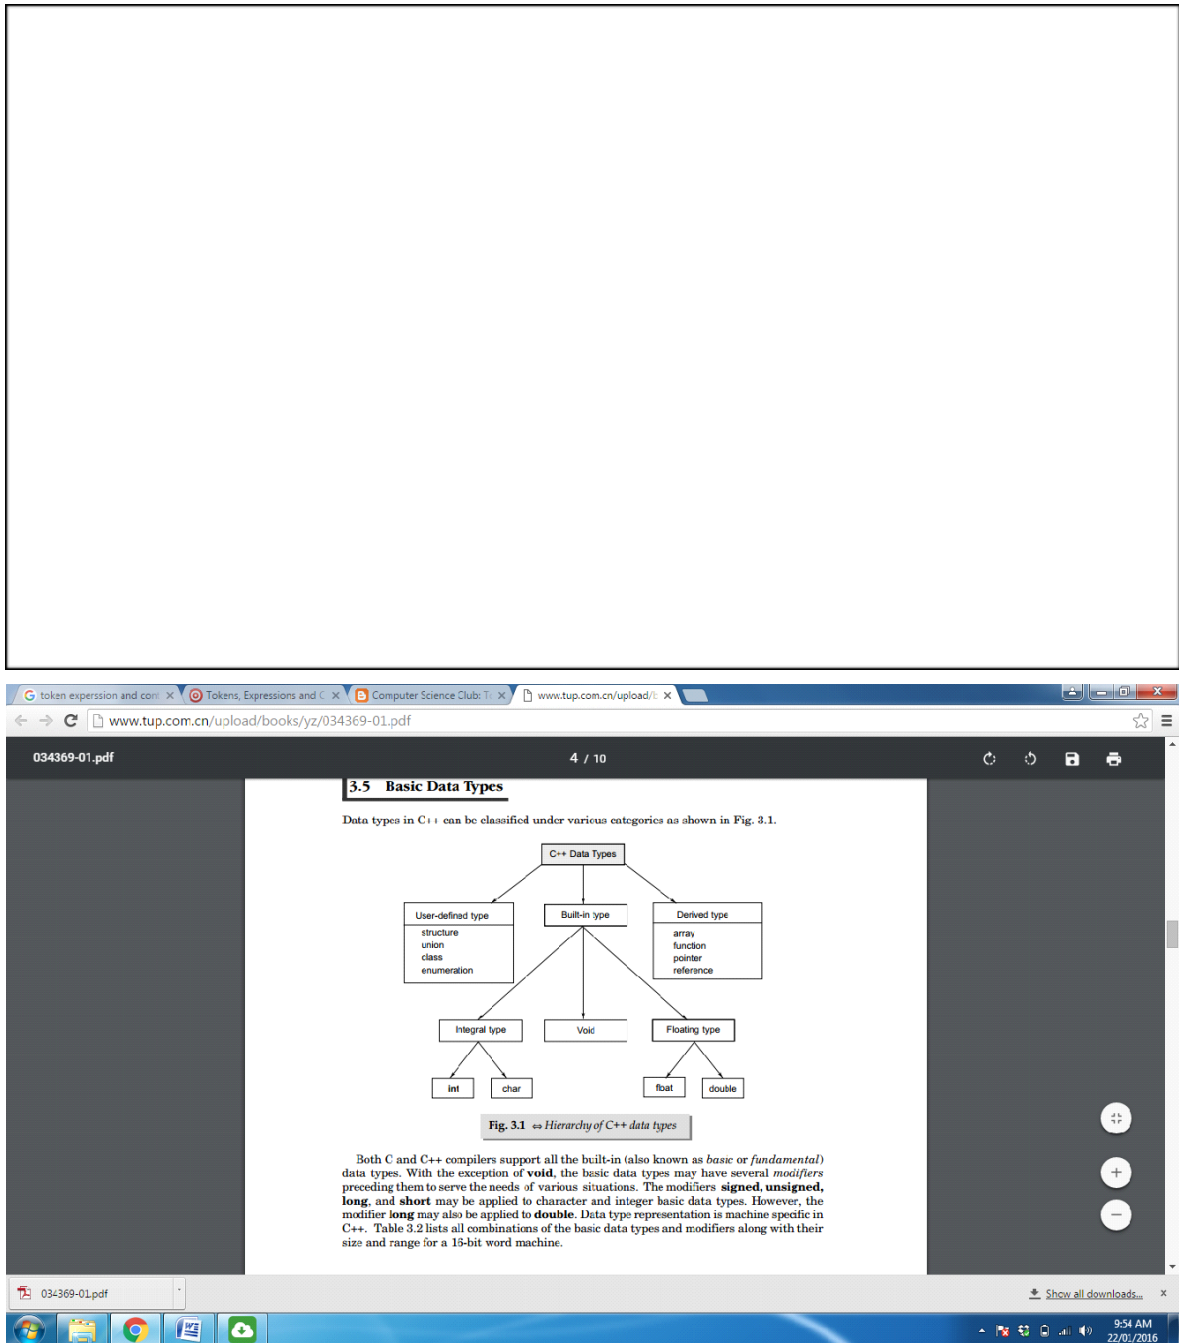 token experssion and con
Tokens, Expressions and C
Computer Science Club: T
www.tup.com.cn/upload/b
www.tup.com.cn/upload/books/yz/034369-01.pdf
034369-01.pdf
4 / 10
3.5 Basic Data Types
Data types in C++ can be classified under various categories as shown in Fig. 3.1.
C++ Data Types
User-defined type
structure
union
class
enumeration
Built-in type
Derived type
array
function
pointer
reference
Integral type
Void
Floating type
int
char
float
double
Fig. 3.1 ⇔ Hierarchy of C++ data types
Both C and C++ compilers support all the built-in (also known as basic or fundamental)
data types. With the exception of void, the basic data types may have several modifiers
preceding them to serve the needs of various situations. The modifiers signed, unsigned,
long, and short may be applied to character and integer basic data types. However, the
modifier long may also be applied to double. Data type representation is machine specific in
C++. Table 3.2 lists all combinations of the basic data types and modifiers along with their
size and range for a 16-bit word machine.
034369-01.pdf
Show all downloads...
9:54 AM
22/01/2016